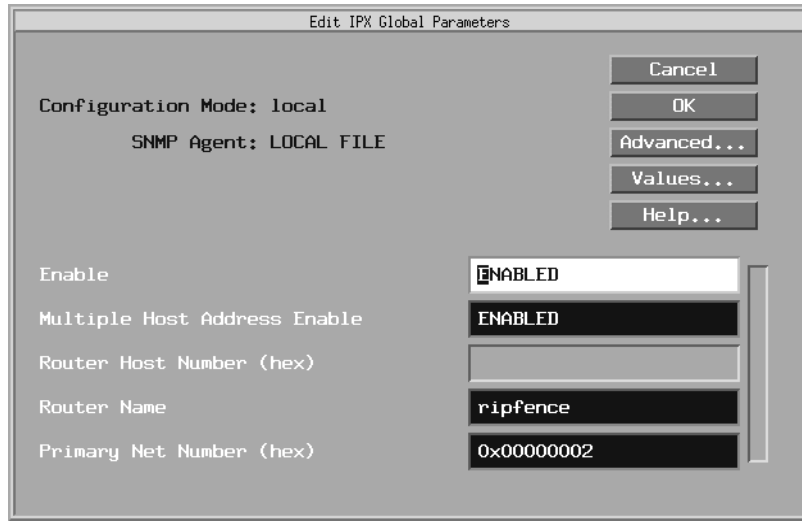 Edit IPX Global Parameters
Cancel
Configuration Mode: local
OK
SNMP Agent: LOCAL FILE
Advanced...
Values...
Help...
Enable
ENABLED
Multiple Host Address Enable
ENABLED
Router Host Number (hex)
Router Name
ripfence
Primary Net Number (hex)
0x00000002